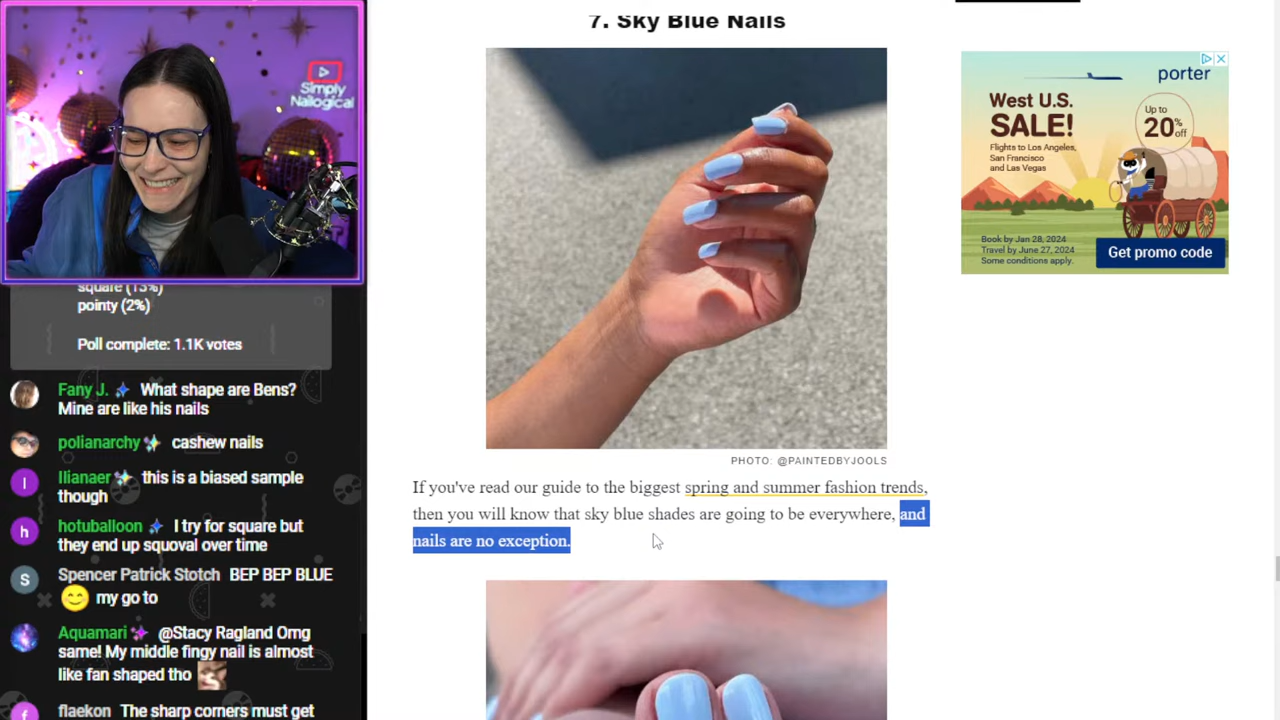 Simply
Nailogical
square (13%)
pointy (2%)
Poll complete: 1.1K votes
Fany J. What shape are Bens?
Mine are like his nails
polianarchy cashew nails
Ilianaer this is a biased sample
though
hotuballoon I try for square but
they end up squoval over time
Spencer Patrick Stotch BEP BEP BLUE
my go to
Aquamari @Stacy Ragland Omg
same! My middle fingy nail is almost
like fan shaped tho
flaekon The sharp corners must get
7. Sky Blue Nails
PHOTO: @PAINTEDBYJOOLS
If you've read our guide to the biggest spring and summer fashion trends,
then you will know that sky blue shades are going to be everywhere, and
nails are no exception.
porter
West U.S.
SALE!
Flights to Los Angeles,
San Francisco
and Las Vegas
Up to
20%
off
Book by Jan 28, 2024
Travel by June 27, 2024
Some conditions apply.
Get promo code